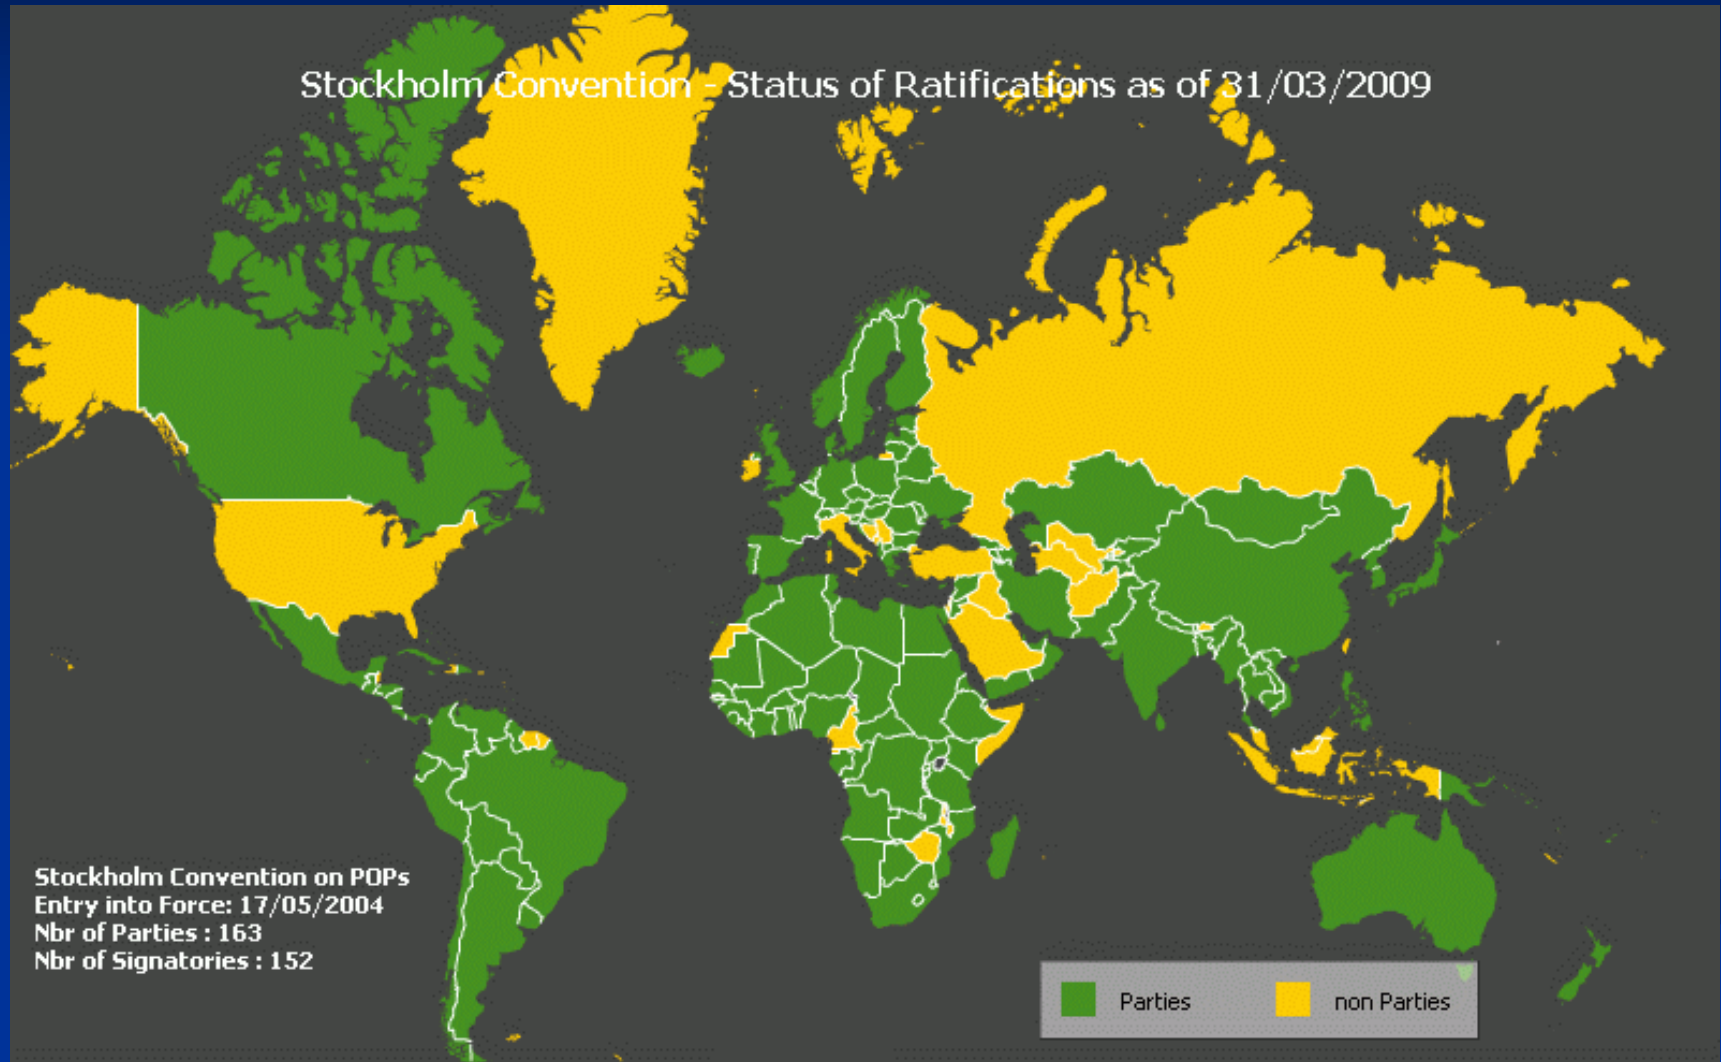 Stockholm Convention - Status of Ratifications as of 31/03/2009
Stockholm Convention on POPs
Entry into Force: 17/05/2004
Nbr of Parties : 163
Nbr of Signatories : 152
Parties
non Parties